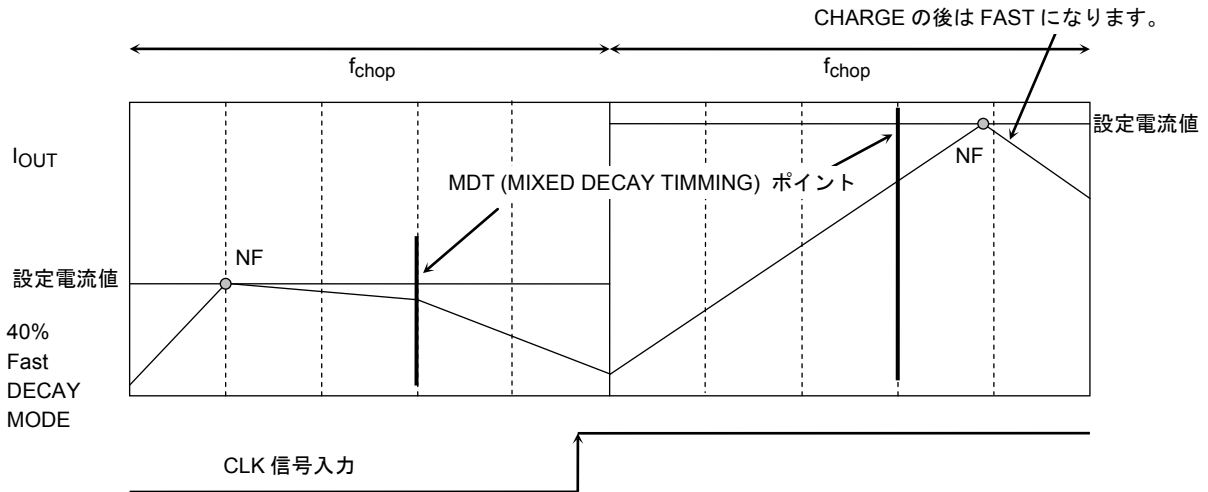 CHARGE の後は FAST になります。
fchop
fchop
IOUT
設定電流値
NF
MDT (MIXED DECAY TIMMING) ポイント
NF
設定電流値
40%
Fast
DECAY
MODE
CLK 信号入力